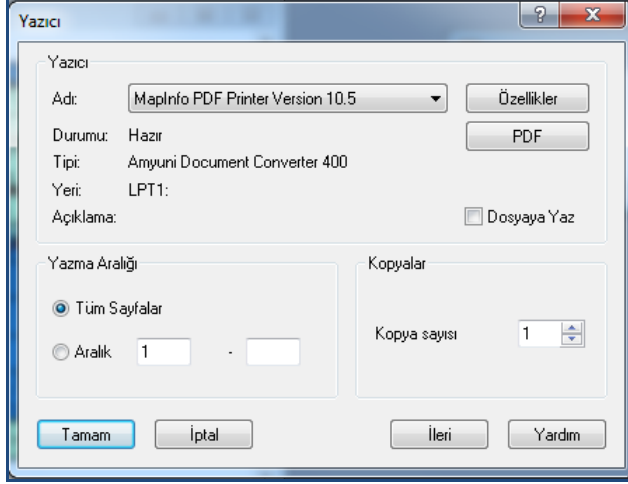 Yazıcı
Yazıcı
Adı: MapInfo PDF Printer Version 10.5 Özellikler
Durumu: Hazır PDF
Tipi: Amyuni Document Converter 400
Yeri: LPT1:
Açıklama: Dosyaya Yaz
Yazma Aralığı Kopyalar
Tüm Sayfalar
Kopya sayısı 1
Aralık 1 -
Tamam İptal İleri Yardım